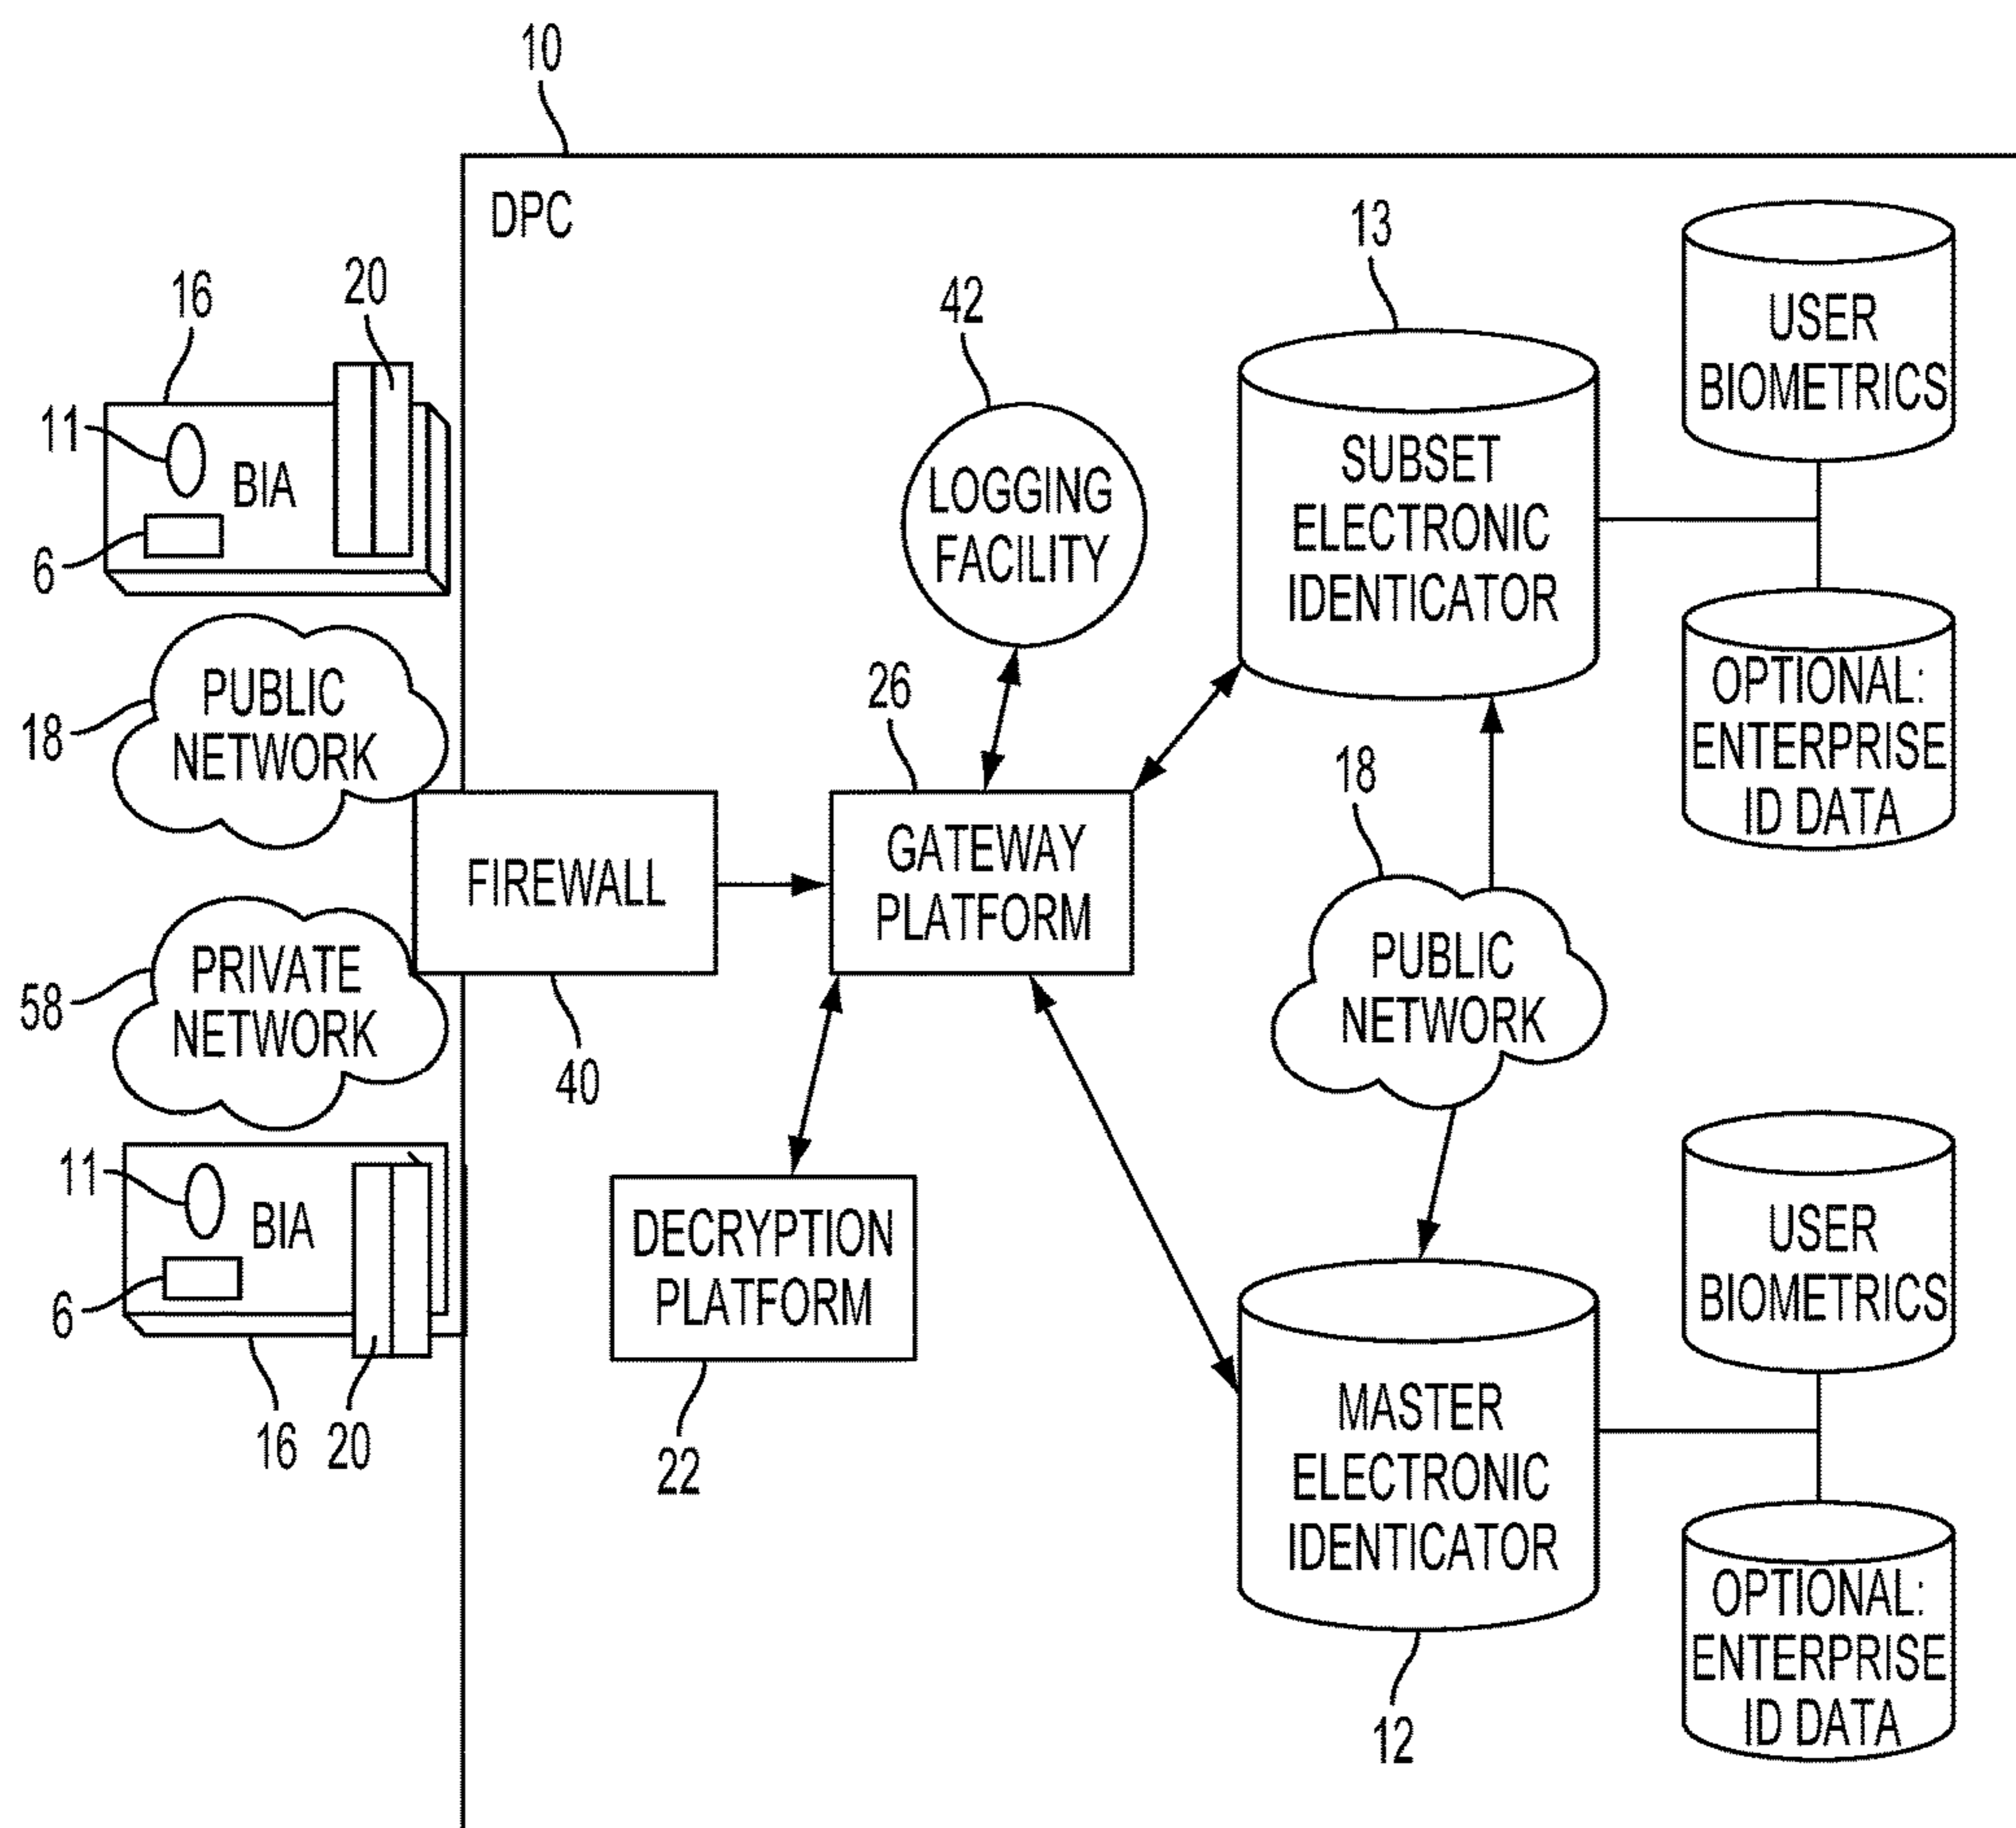 10
DPC
13
USER
BIOMETRICS
16
20
42
11
BIA
6
LOGGING
FACILITY
SUBSET
ELECTRONIC
IDENTICATOR
OPTIONAL:
ENTERPRISE
ID DATA
PUBLIC
NETWORK
18
26
18
FIREWALL
GATEWAY
PLATFORM
PUBLIC
NETWORK
PRIVATE
NETWORK
58
40
11
BIA
6
16
20
DECRYPTION
PLATFORM
22
USER
BIOMETRICS
MASTER
ELECTRONIC
IDENTICATOR
12
OPTIONAL:
ENTERPRISE
ID DATA